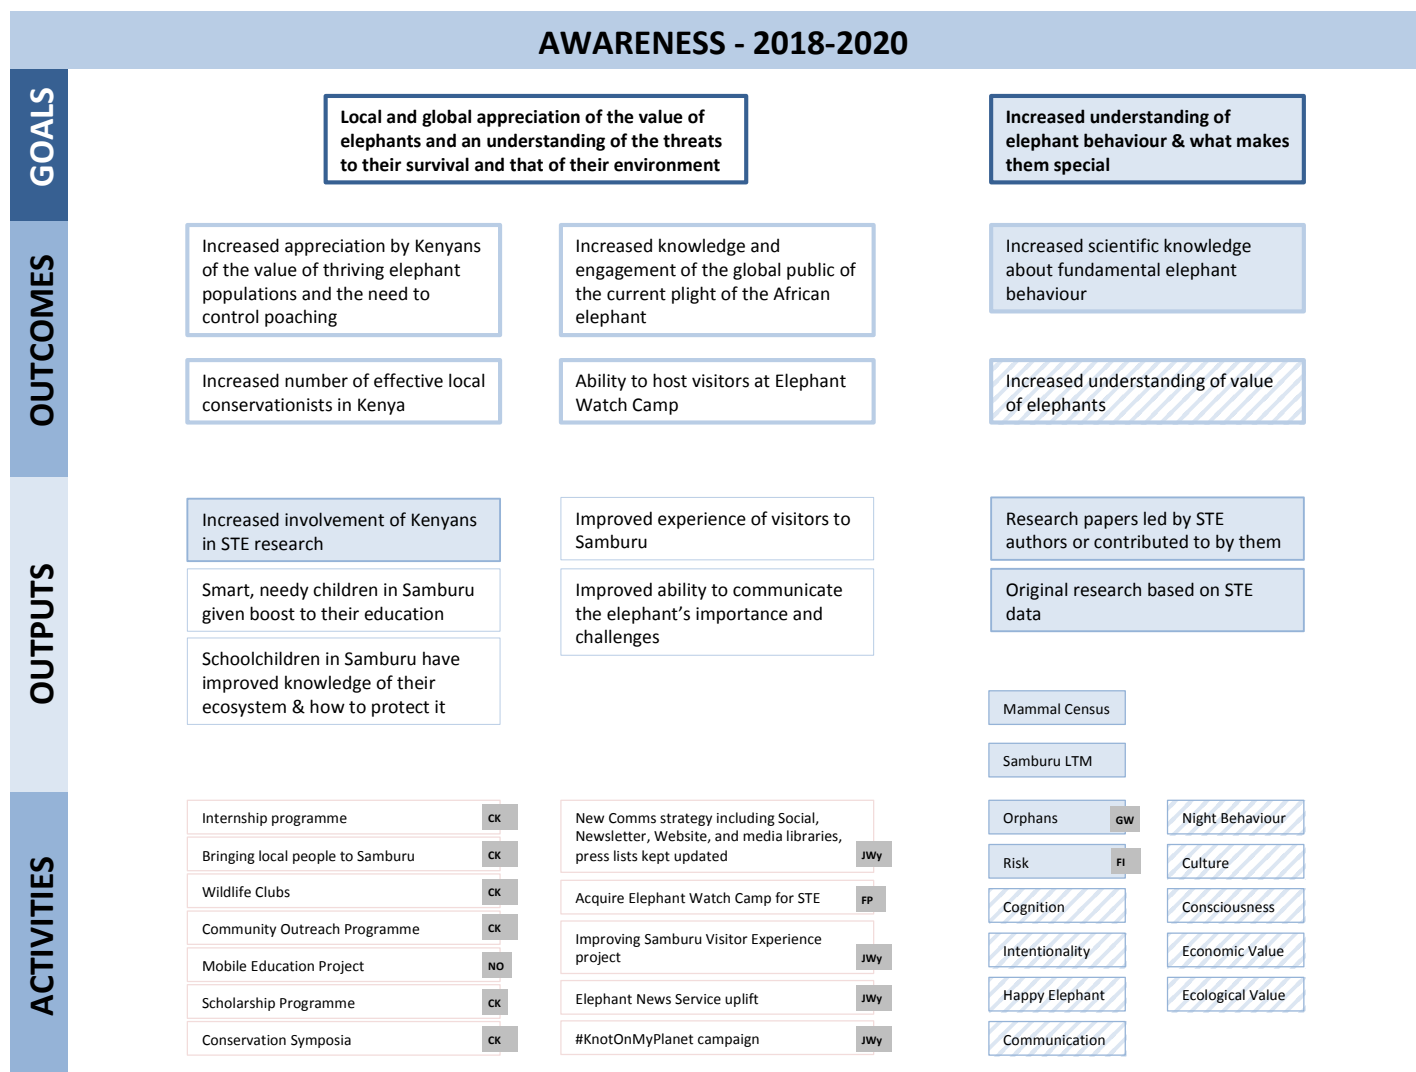 AWARENESS - 2018-2020
GOALS
Local and global appreciation of the value of
elephants and an understanding of the threats
to their survival and that of their environment
Increased understanding of
elephant behaviour & what makes
them special
OUTCOMES
Increased appreciation by Kenyans
of the value of thriving elephant
populations and the need to
control poaching
Increased knowledge and
engagement of the global public of
the current plight of the African
elephant
Increased scientific knowledge
about fundamental elephant
behaviour
Increased number of effective local
conservationists in Kenya
Ability to host visitors at Elephant
Watch Camp
Increased understanding of value
of elephants
OUTPUTS
Increased involvement of Kenyans
in STE research
Smart, needy children in Samburu
given boost to their education
Schoolchildren in Samburu have
improved knowledge of their
ecosystem & how to protect it
Improved experience of visitors to
Samburu
Improved ability to communicate
the elephant's importance and
challenges
Research papers led by STE
authors or contributed to by them
Original research based on STE
data
Mammal Census
Samburu LTM
ACTIVITIES
Internship programme CK
Bringing local people to Samburu CK
Wildlife Clubs CK
Community Outreach Programme CK
Mobile Education Project NO
Scholarship Programme CK
Conservation Symposia CK
New Comms strategy including Social,
Newsletter, Website, and media libraries,
press lists kept updated JWy
Acquire Elephant Watch Camp for STE FP
Improving Samburu Visitor Experience
project JWy
Elephant News Service uplift JWy
#KnotOnMyPlanet campaign JWy
Orphans GW
Risk FI
Cognition
Intentionality
Happy Elephant
Communication
Night Behaviour
Culture
Consciousness
Economic Value
Ecological Value